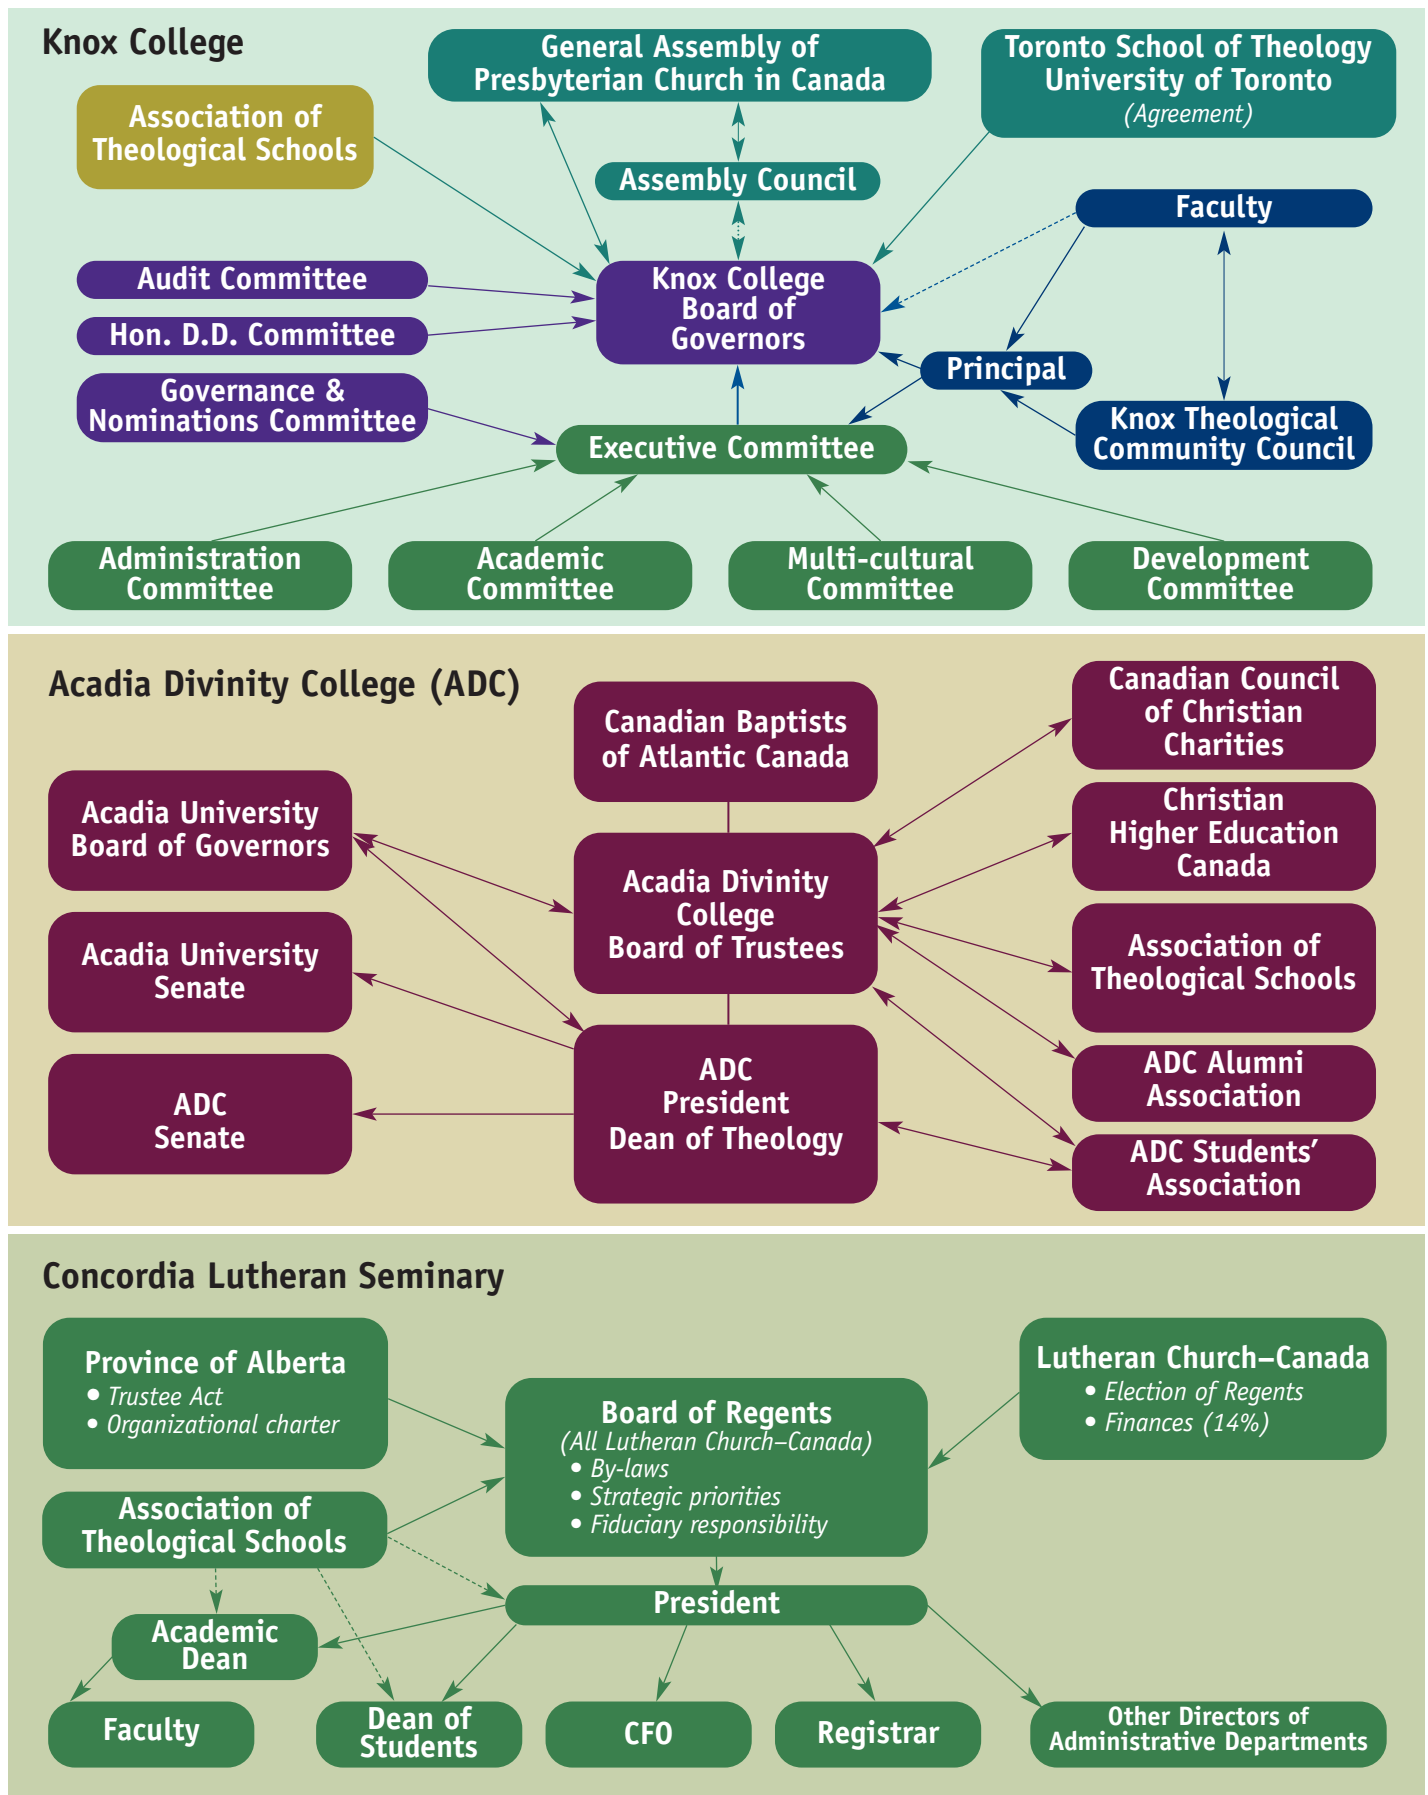 Knox College
General Assembly of
Presbyterian Church in Canada
Toronto School of Theology
University of Toronto
(Agreement)
Association of
Theological Schools
Assembly Council
Faculty
Audit Committee
Hon. D.D. Committee
Governance &
Nominations Committee
Knox College
Board of
Governors
Principal
Knox Theological
Community Council
Executive Committee
Administration
Committee
Academic
Committee
Multi-cultural
Committee
Development
Committee
Acadia Divinity College (ADC)
Canadian Baptists
of Atlantic Canada
Canadian Council
of Christian
Charities
Acadia University
Board of Governors
Christian
Higher Education
Canada
Acadia Divinity
College
Board of Trustees
Acadia University
Senate
Association of
Theological Schools
ADC
Senate
ADC
President
Dean of Theology
ADC Alumni
Association
ADC Students’
Association
Concordia Lutheran Seminary
Province of Alberta
• Trustee Act
• Organizational charter
Lutheran Church–Canada
• Election of Regents
• Finances (14%)
Board of Regents
(All Lutheran Church–Canada)
• By-laws
• Strategic priorities
• Fiduciary responsibility
Association of
Theological Schools
President
Academic
Dean
Faculty
Dean of
Students
CFO
Registrar
Other Directors of
Administrative Departments